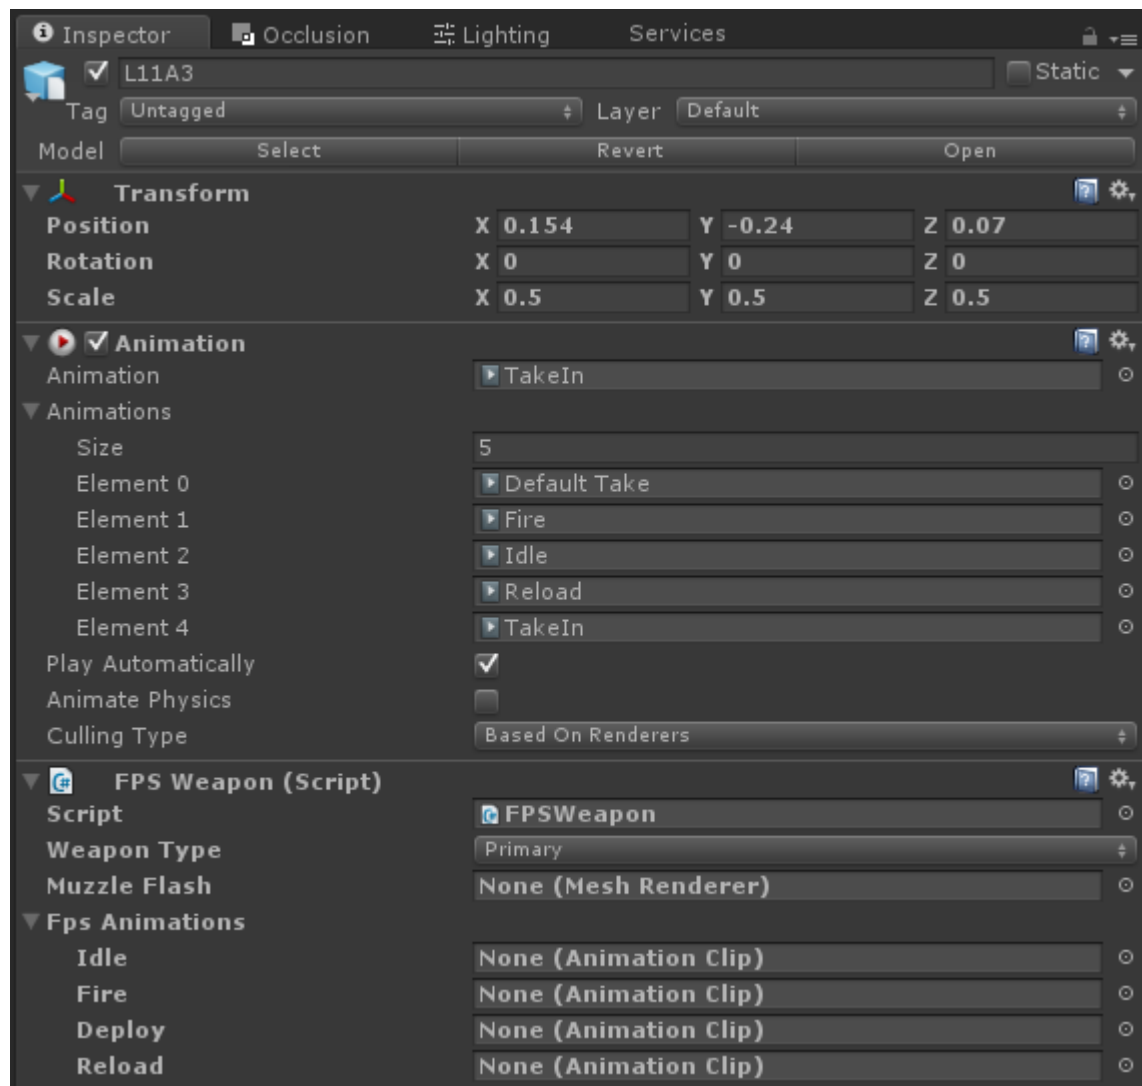 Inspector Occlusion Lighting Services
L11A3 Static
Tag Untagged Layer Default
Model Select Revert Open
Transform
Position X 0.154 Y -0.24 Z 0.07
Rotation X 0 Y 0 Z 0
Scale X 0.5 Y 0.5 Z 0.5
Animation
Animation TakeIn
Animations
Size 5
Element 0 Default Take
Element 1 Fire
Element 2 Idle
Element 3 Reload
Element 4 TakeIn
Play Automatically
Animate Physics
Culling Type Based On Renderers
FPS Weapon (Script)
Script FPSWeapon
Weapon Type Primary
Muzzle Flash None (Mesh Renderer)
Fps Animations
Idle None (Animation Clip)
Fire None (Animation Clip)
Deploy None (Animation Clip)
Reload None (Animation Clip)